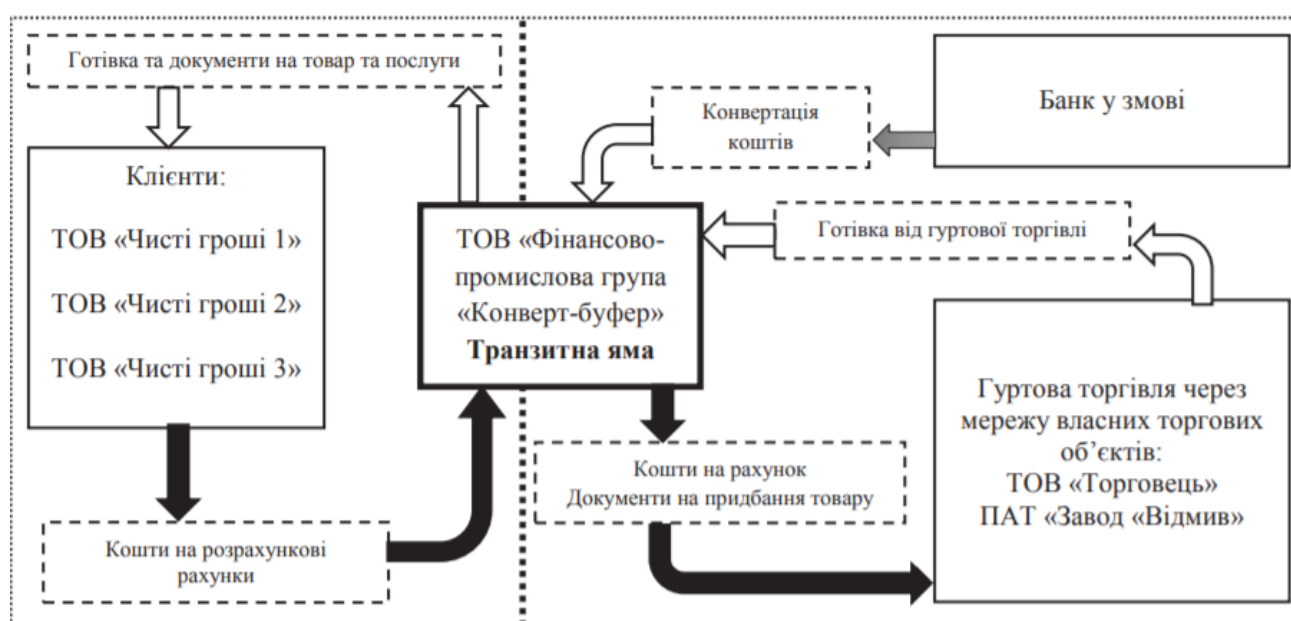 Готівка та документи на товар та послуги
Клієнти:
ТОВ «Чисті гроші 1»
ТОВ «Чисті гроші 2»
ТОВ «Чисті гроші 3»
Кошти на розрахункові
рахунки
ТОВ «Фінансово-
промислова група
«Конверт-буфер»
Транзитна яма
Конвертація
коштів
Банк у змові
Готівка від гуртової торгівлі
Кошти на рахунок
Документи на придбання товару
Гуртова торгівля через
мережу власних торгових
об’єктів:
ТОВ «Торговець»
ПАТ «Завод «Відмив»